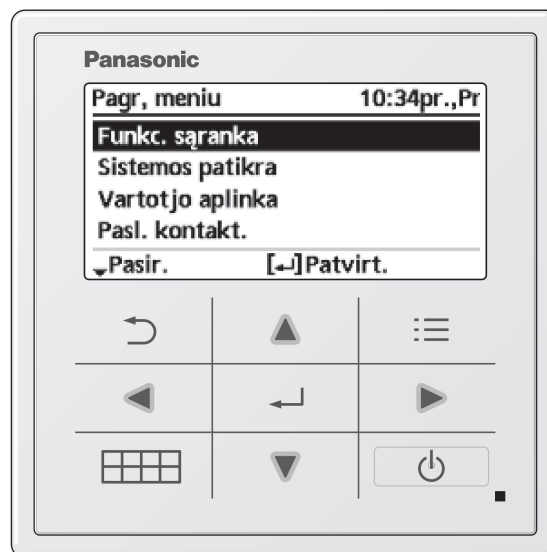 Panasonic
Pagr, meniu 10:34pr.,Pr
Funkc. sąranka
Sistemos patikra
Vartotjo aplinka
Pasl. kontakt.
Pasir. [↵]Patvirt.